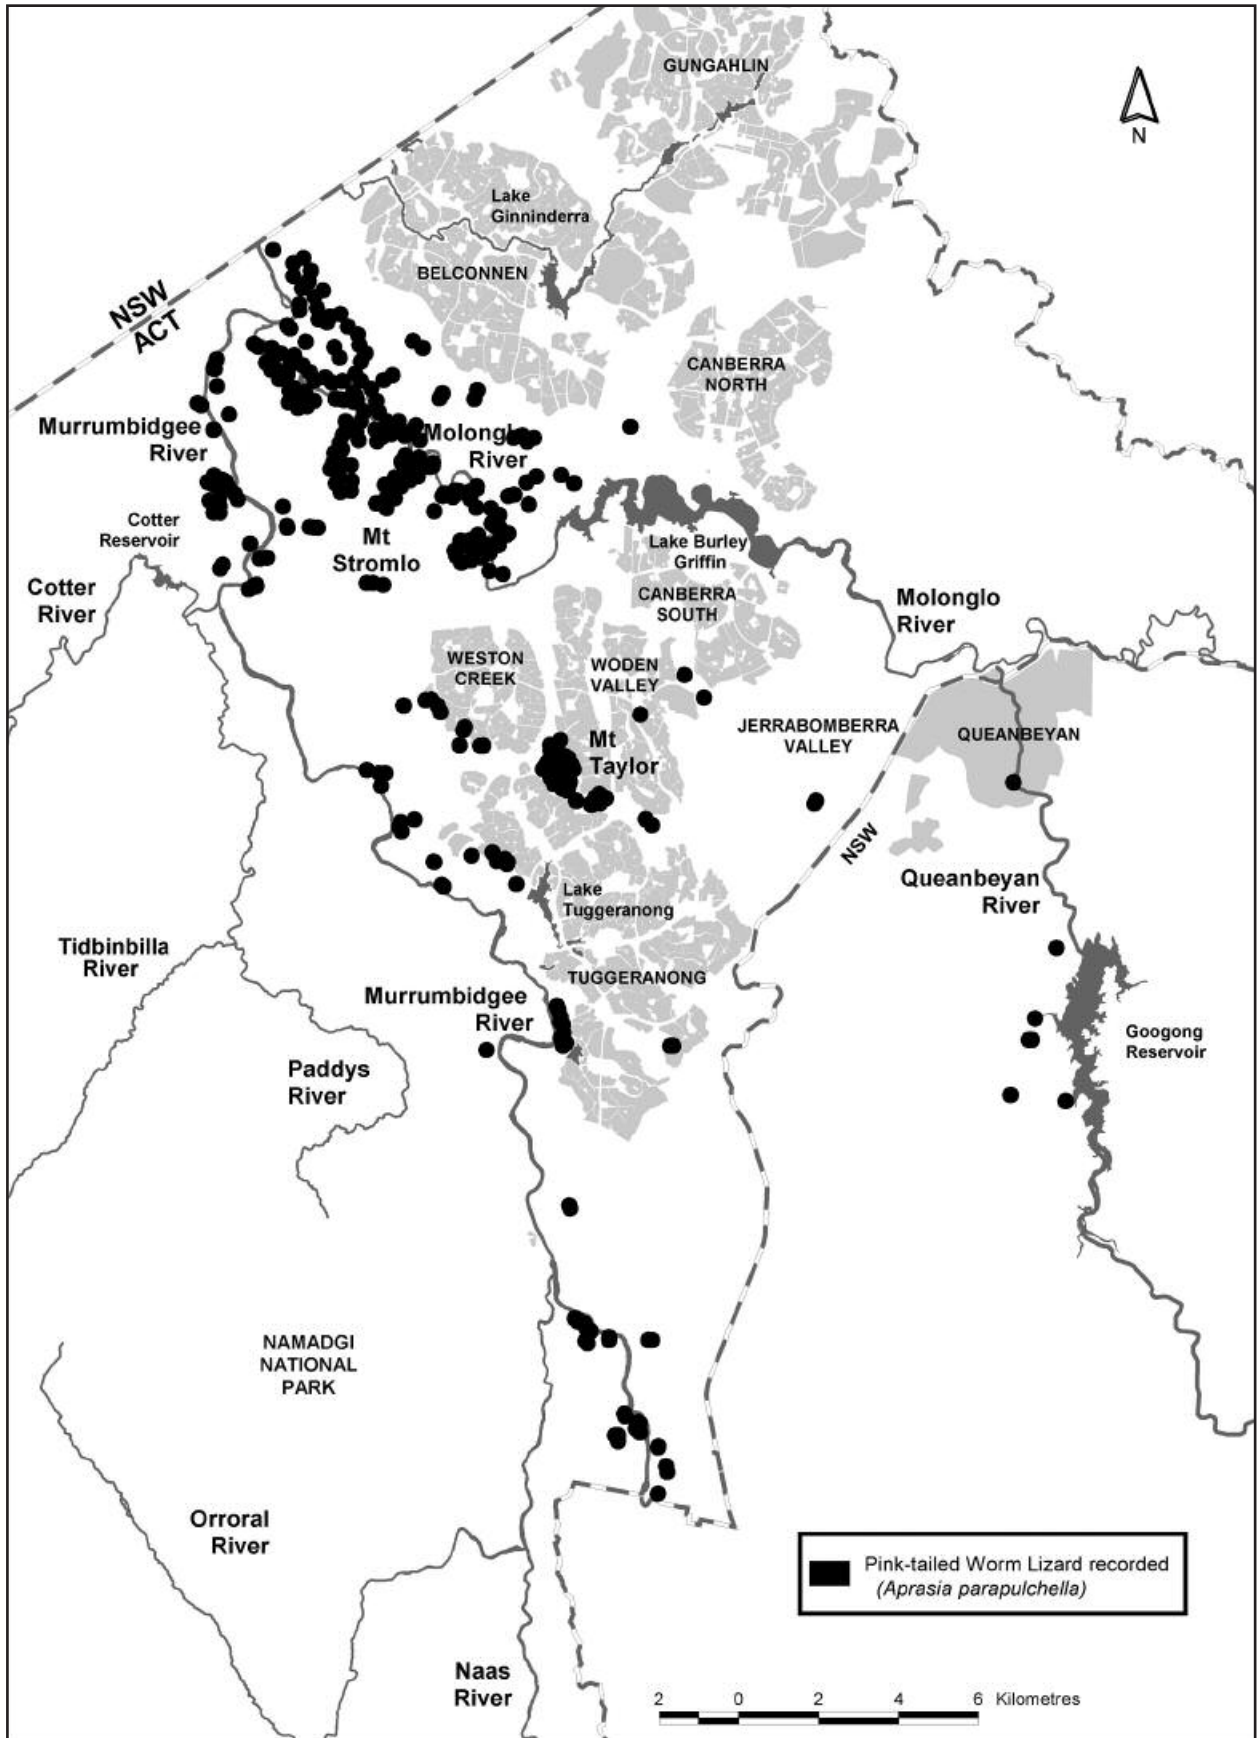 GUNGAHLIN
N
Lake
Ginninderra
BELCONNEN
NSW
ACT
CANBERRA
NORTH
Murrumbidgee
River
Molonglo
River
Cotter
Reservoir
Mt
Stromlo
Lake Burley
Griffin
Cotter
River
CANBERRA
SOUTH
Molonglo
River
WESTON
CREEK
WODEN
VALLEY
JERRABOMBERRA
VALLEY
QUEANBEYAN
Mt
Taylor
NSW
Queanbeyan
River
Lake
Tuggeranong
Tidbinbilla
River
TUGGERANONG
Murrumbidgee
River
Googong
Reservoir
Paddys
River
NAMADGI
NATIONAL
PARK
Orroral
River
Pink-tailed Worm Lizard recorded
(Aprasia parapulchella)
Naas
River
2 0 2 4 6 Kilometres